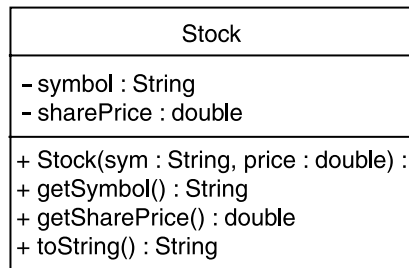 Stock
- symbol : String
- sharePrice : double
+ Stock(sym : String, price : double) :
+ getSymbol() : String
+ getSharePrice() : double
+ toString() : String